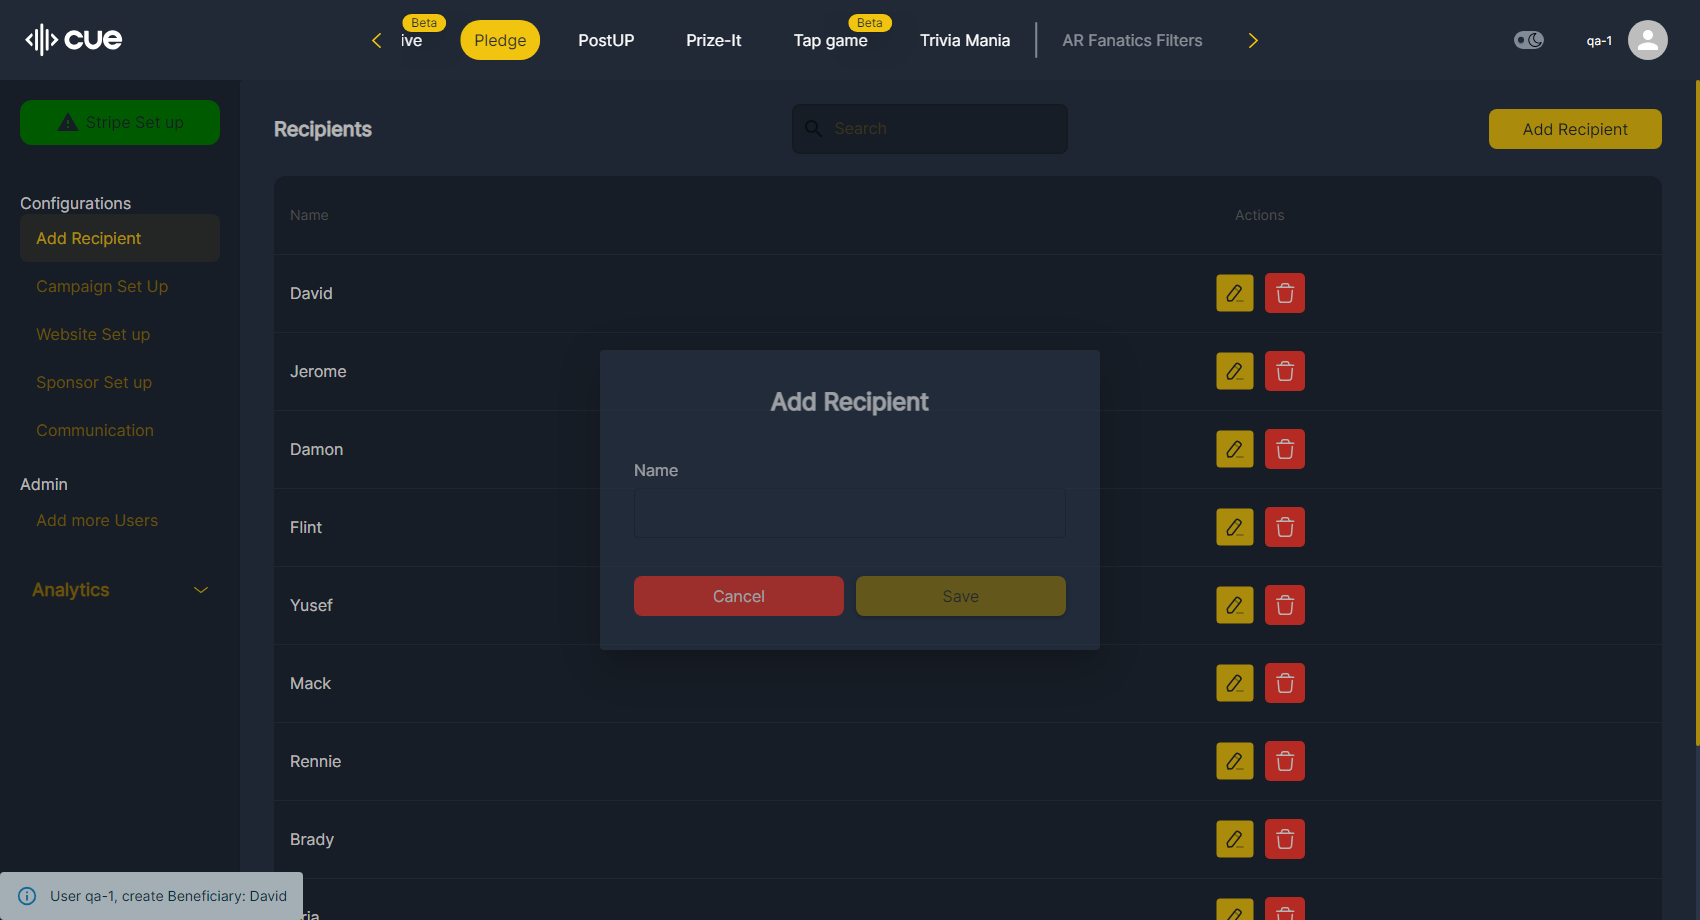 cue
ive
Beta
Pledge
PostUP
Prize-It
Tap game
Beta
Trivia Mania
AR Fanatics Filters
qa-1
Stripe Set up
Configurations
Add Recipient
Campaign Set Up
Website Set up
Sponsor Set up
Communication
Admin
Add more Users
Analytics
Recipients
Search
Add Recipient
Name
Actions
David
Jerome
Damon
Flint
Yusef
Mack
Rennie
Brady
ria
Add Recipient
Name
Cancel
Save
User qa-1, create Beneficiary: David